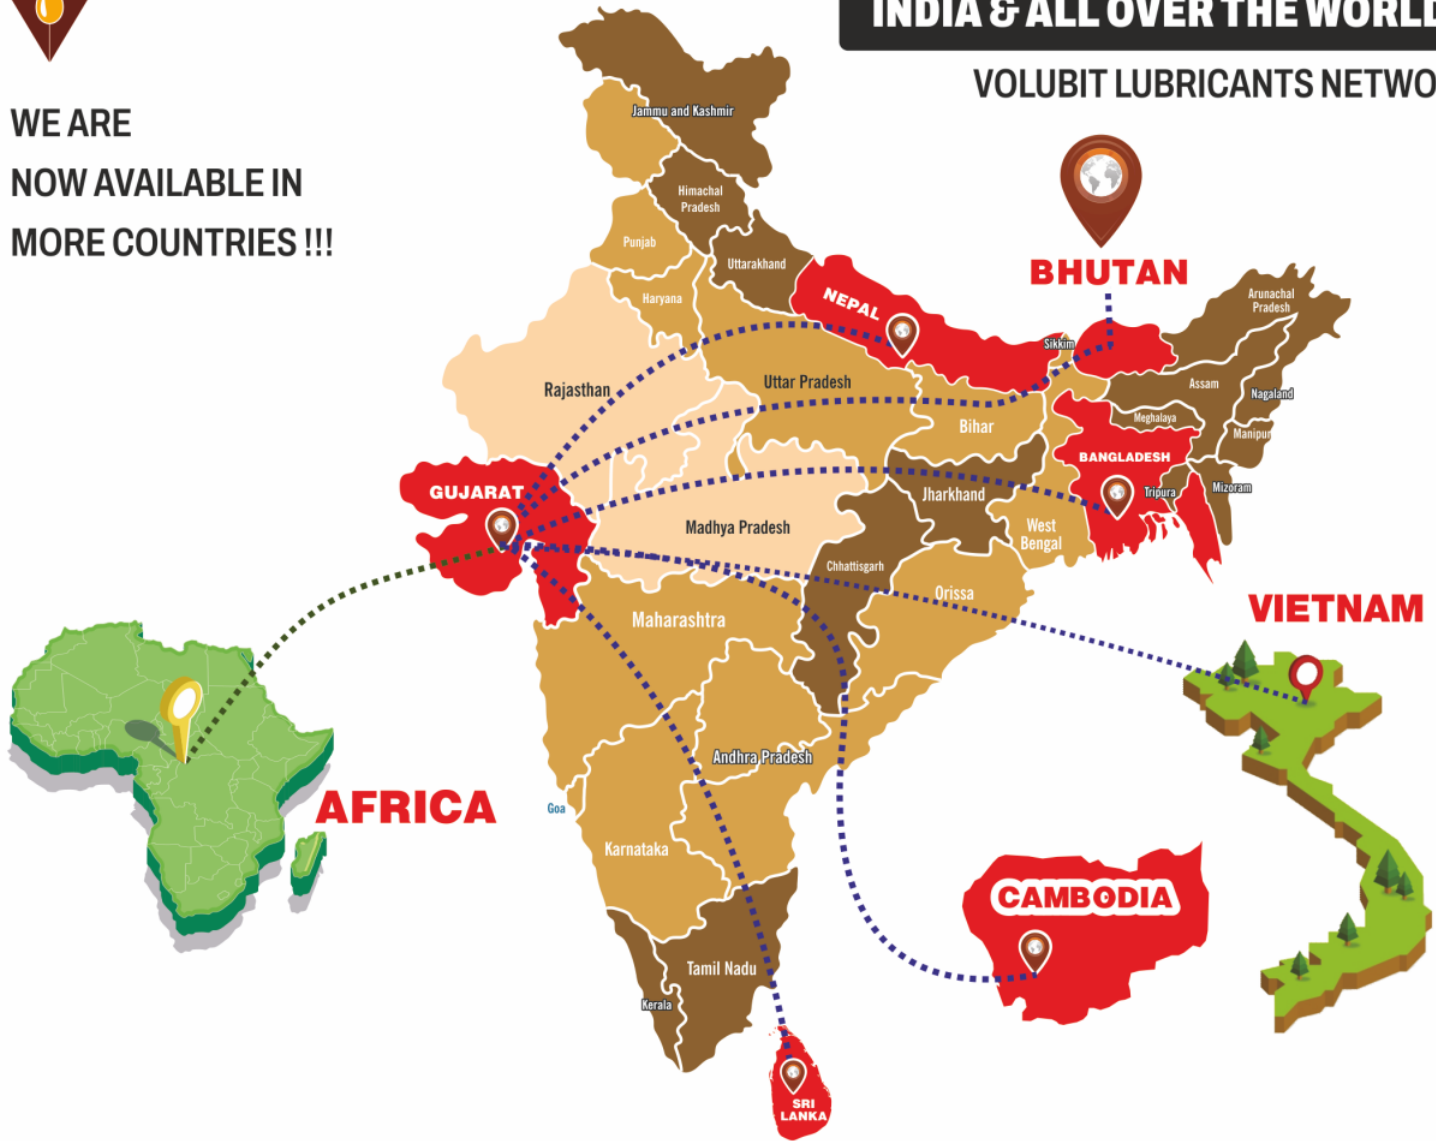 INDIA & ALL OVER THE WORLD
VOLUBIT LUBRICANTS NETWO
WE ARE
NOW AVAILABLE IN
MORE COUNTRIES !!!
Jammu and Kashmir
Himachal
Pradesh
Punjab
Uttarakhand
Haryana
NEPAL
BHUTAN
Sikkim
Arunachal
Pradesh
Assam
Nagaland
Meghalaya
Manipur
Rajasthan
Uttar Pradesh
Bihar
BANGLADESH
Tripura
Mizoram
GUJARAT
Jharkhand
Madhya Pradesh
West
Bengal
Chhattisgarh
Orissa
Maharashtra
VIETNAM
Andhra Pradesh
AFRICA
Goa
Karnataka
CAMBODIA
Tamil Nadu
Kerala
SRI
LANKA